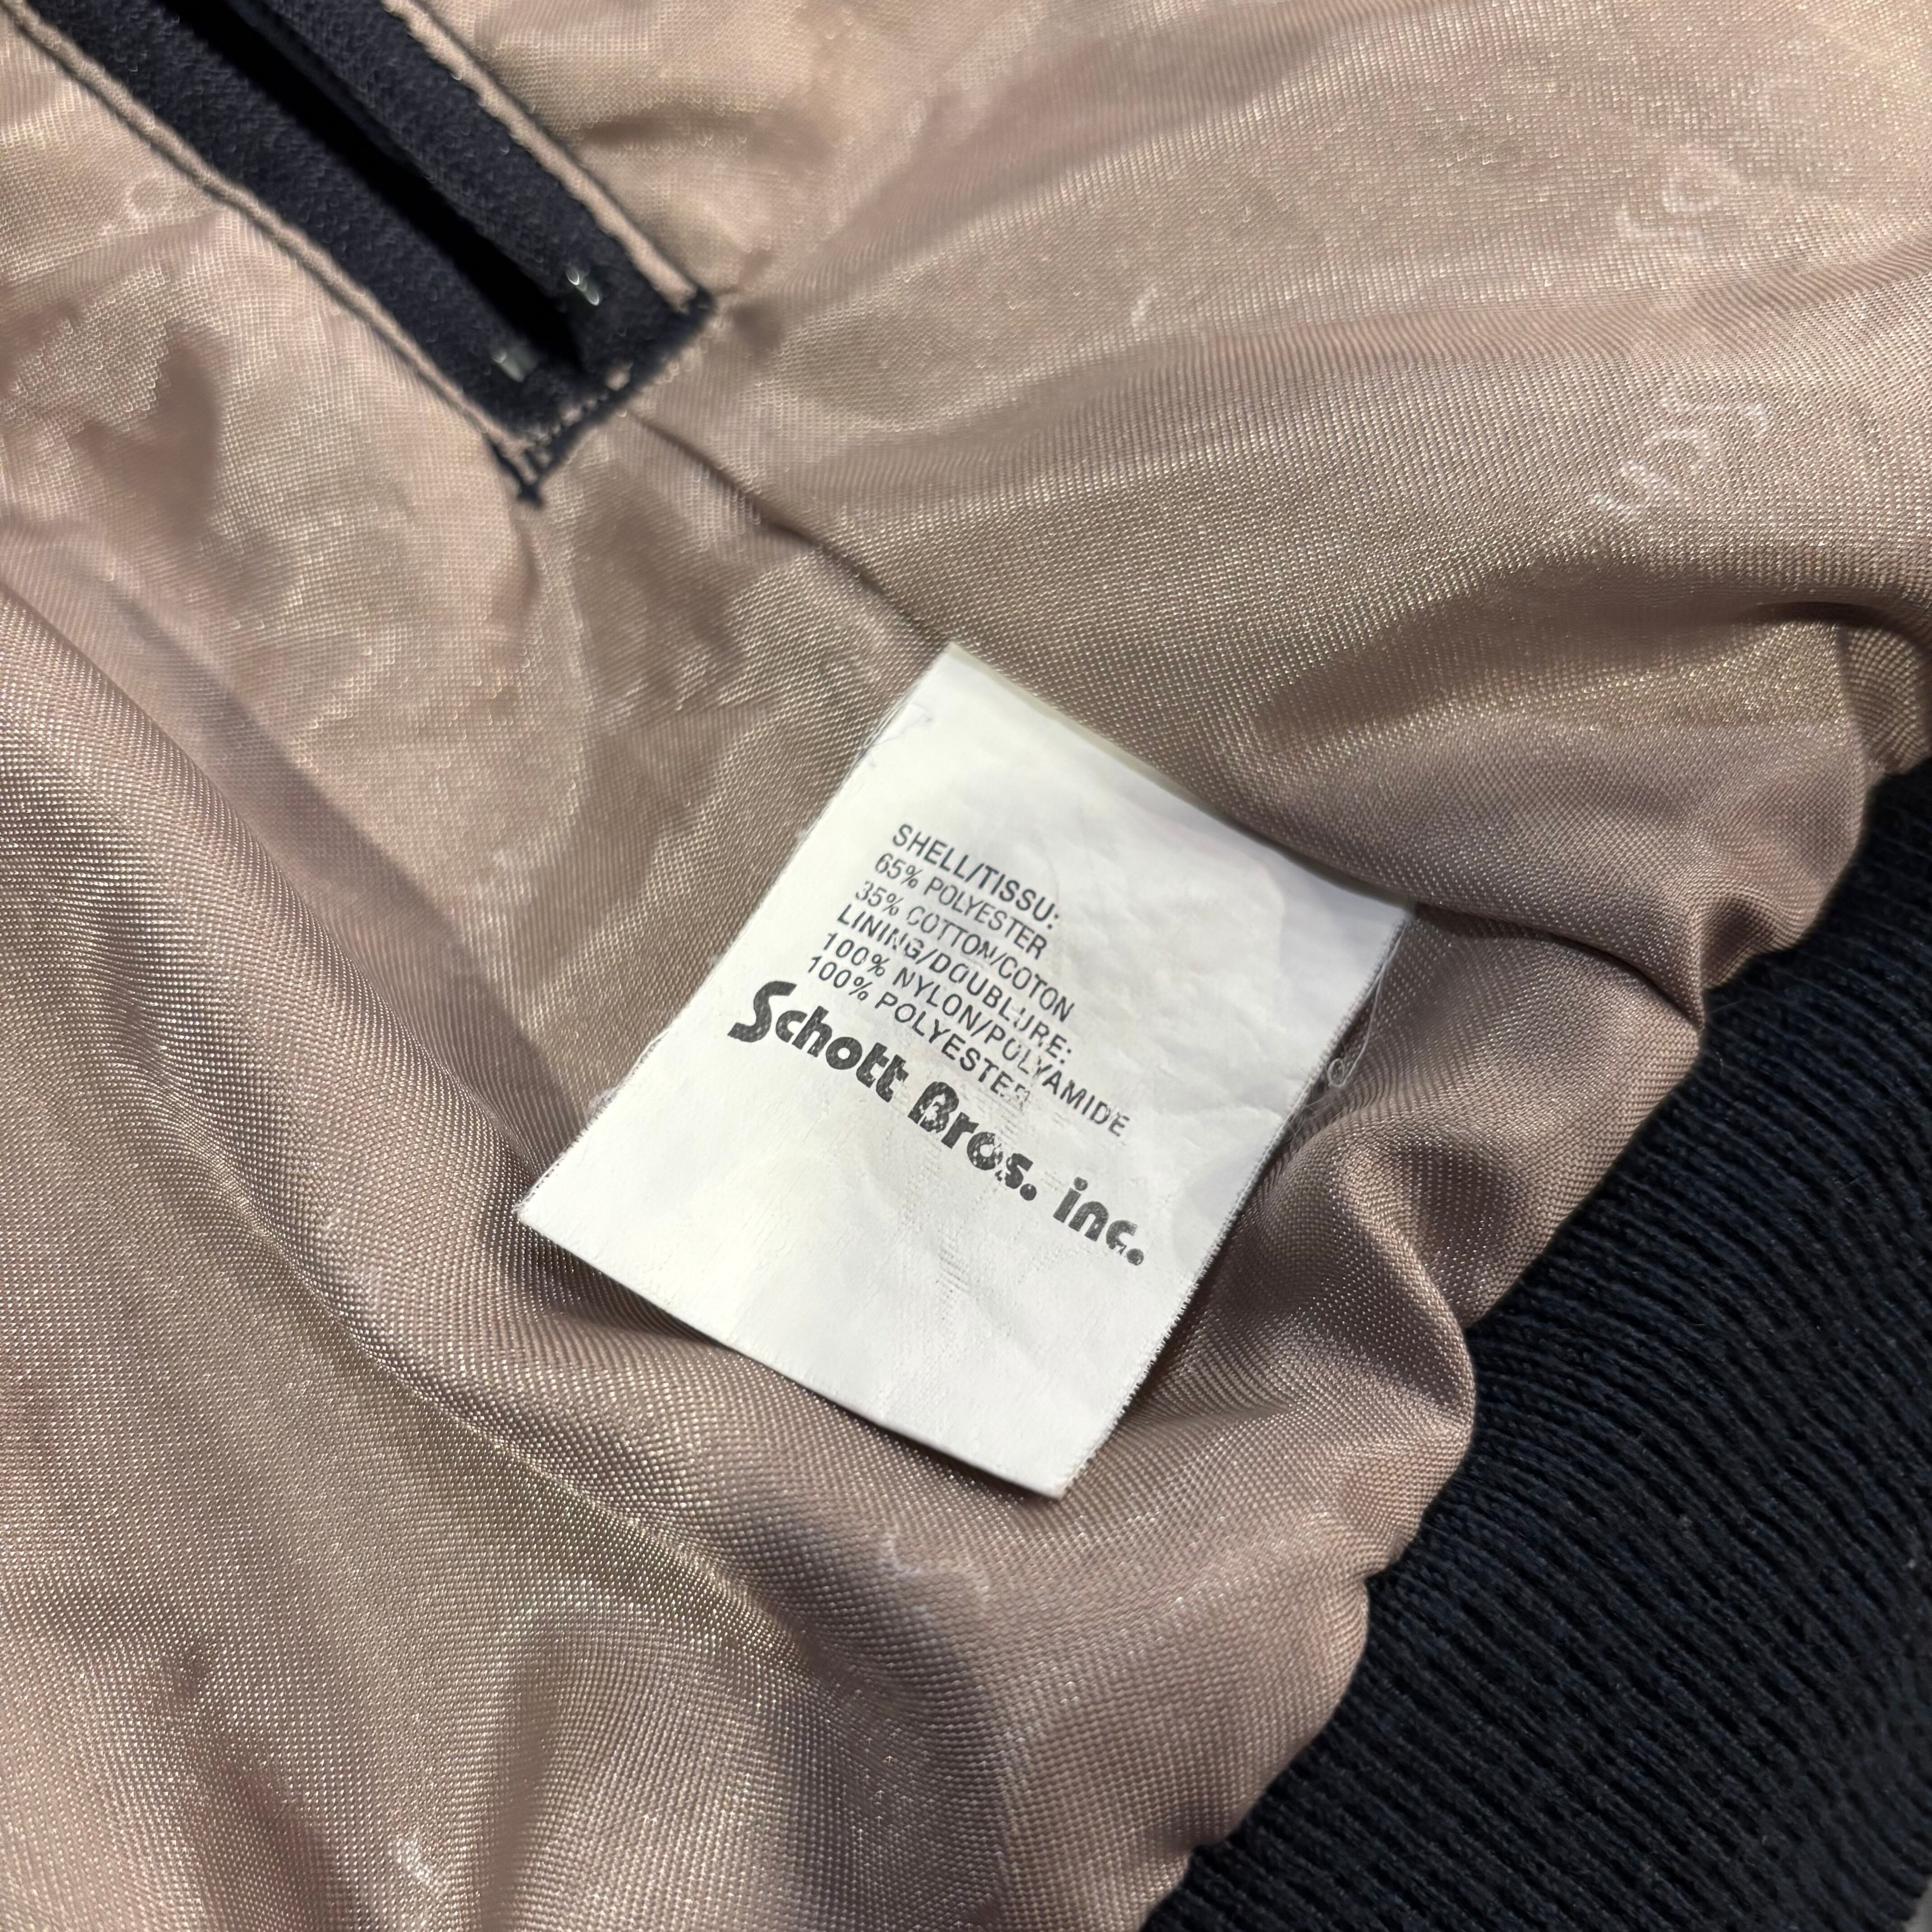 SHELL/TISSU:
65% POLYESTER
35% COTTON/COTON
LINING/DOUBLURE:
100% NYLON/POLYAMIDE
100% POLYESTER
Schott Bros. inc.